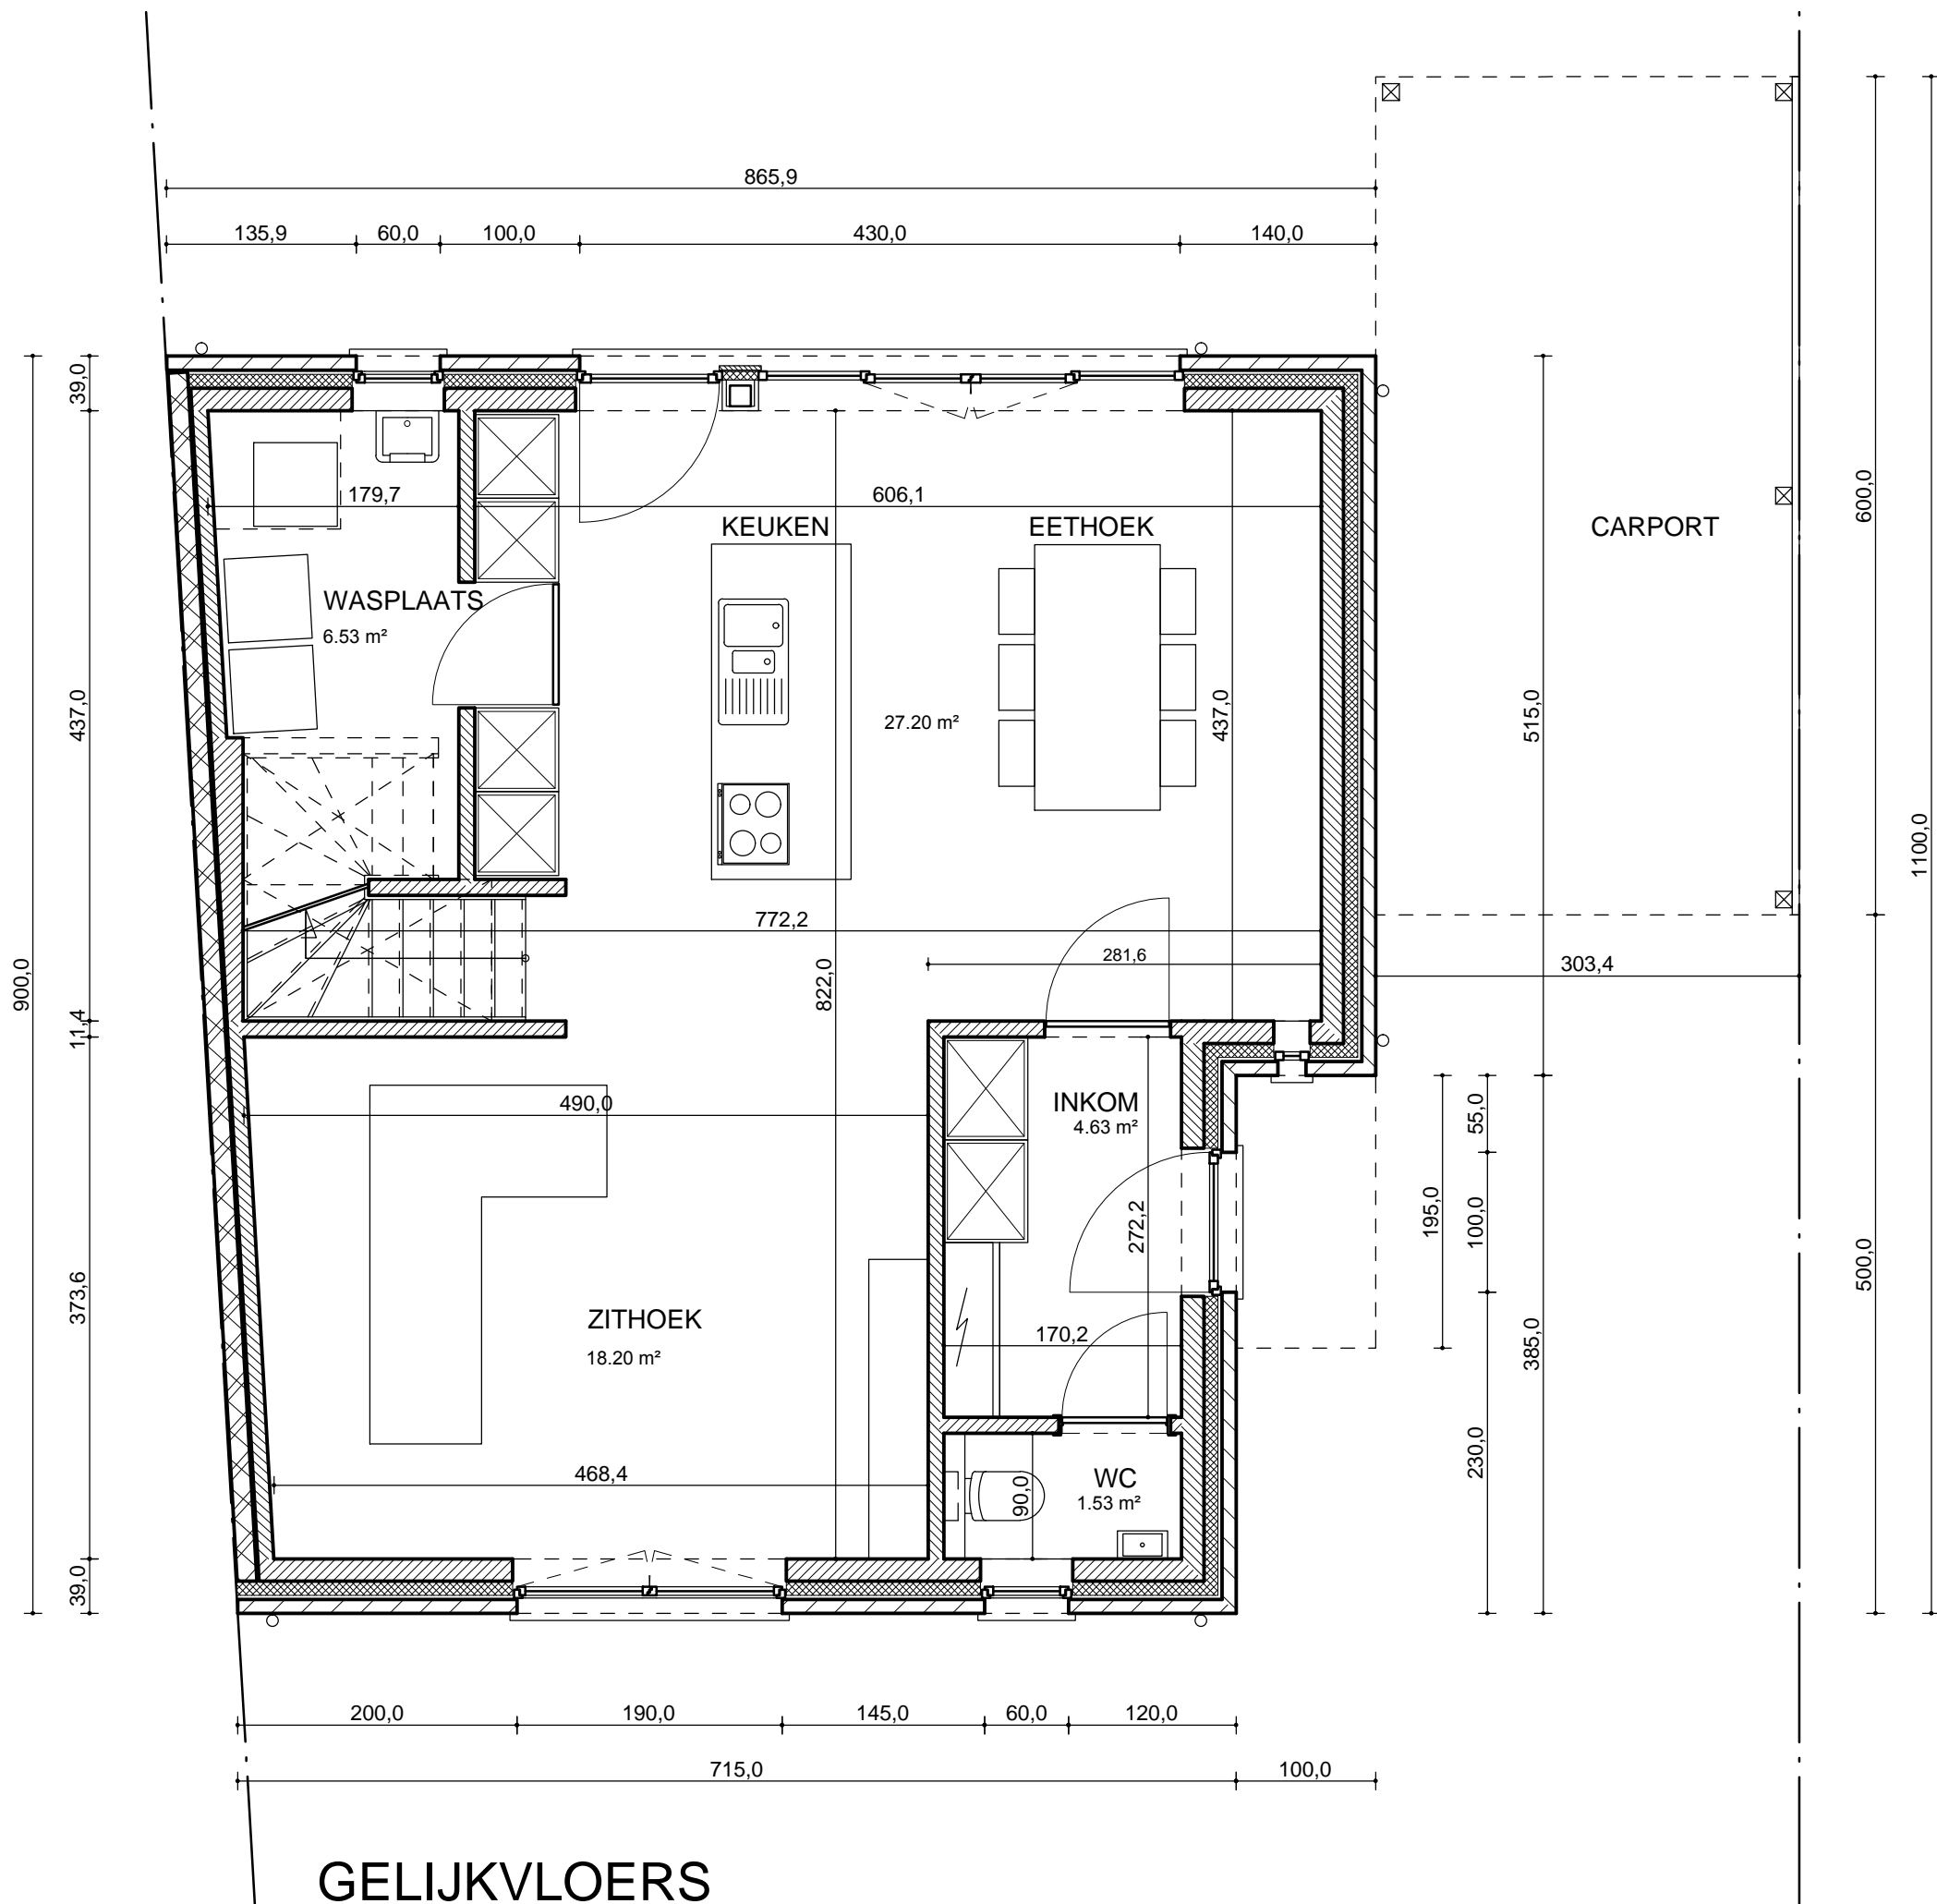 865,9
135,9 60,0 100,0 430,0 140,0
39,0
437,0
11,4
373,6
39,0
900,0
179,7
606,1
KEUKEN
EETHOEK
CARPORT
WASPLAATS
6.53 m²
27.20 m²
437,0
515,0
600,0
1100,0
772,2
281,6
822,0
303,4
490,0
INKOM
4.63 m²
272,2
195,0
55,0
100,0
230,0
385,0
500,0
ZITHOEK
18.20 m²
170,2
468,4
WC
1.53 m²
90,0
200,0 190,0 145,0 60,0 120,0
715,0 100,0
GELIJKVLOERS